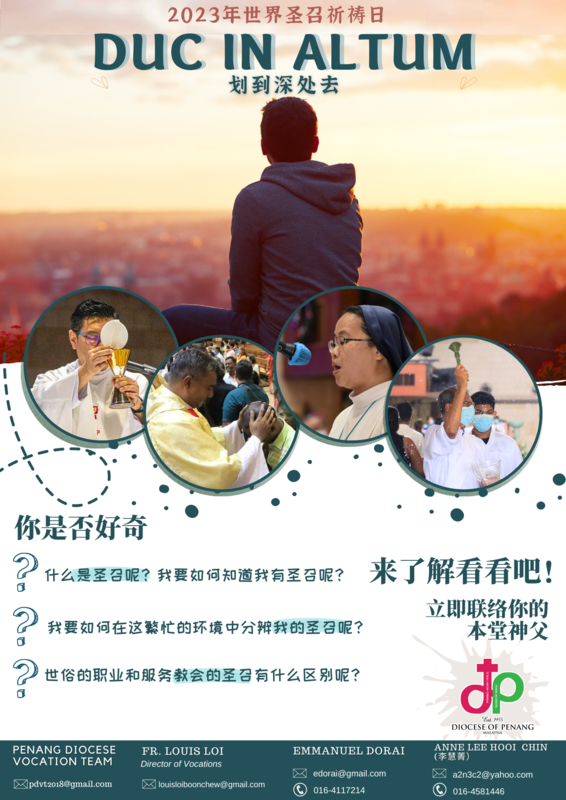 2023年世界圣召祈祷日
DUC IN ALTUM
划到深处去
你是否好奇
什么是圣召呢？我要如何知道我有圣召呢？
我要如何在这繁忙的环境中分辨我的圣召呢？
世俗的职业和服务教会的圣召有什么区别呢？
来了解看看吧！
立即联络你的
本堂神父
dp
Est. 1955
DIOCESE OF PENANG
MALAYSIA
PENANG DIOCESE
VOCATION TEAM
pdvt2018@gmail.com
FR. LOUIS LOI
Director of Vocations
louisloiboonchew@gmail.com
EMMANUEL DORAI
edorai@gmail.com
016-4117214
ANNE LEE HOOI CHIN
(李慧菁)
a2n3c2@yahoo.com
016-4581446